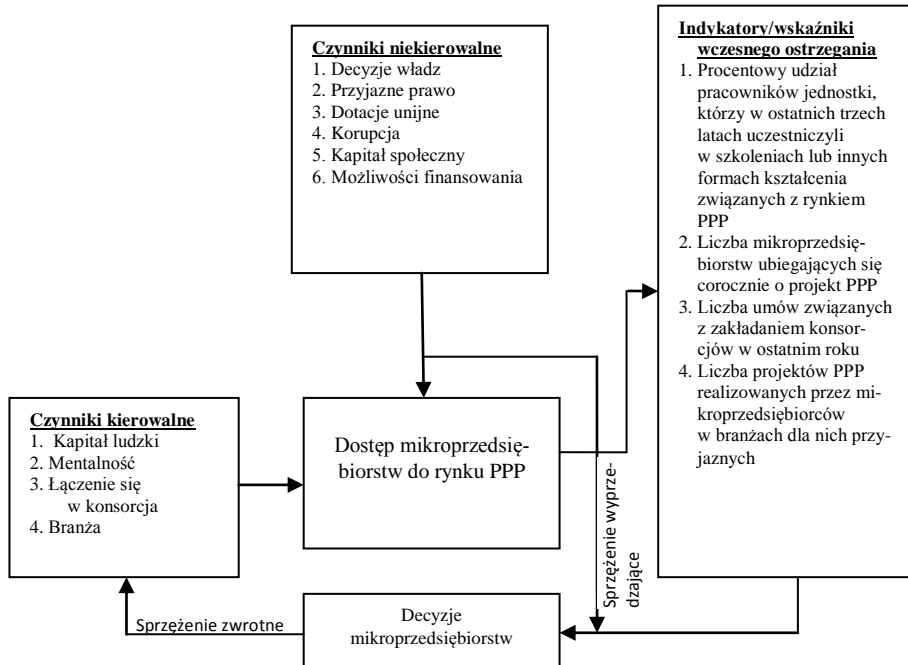 Czynniki niekierowalne
1. Decyzje władz
2. Przyjazne prawo
3. Dotacje unijne
4. Korupcja
5. Kapitał społeczny
6. Możliwości finansowania
Indykatory/wskaźniki
wczesnego ostrzegania
1. Procentowy udział
pracowników jednostki,
którzy w ostatnich trzech
latach uczestniczyli
w szkoleniach lub innych
formach kształcenia
związanych z rynkiem
PPP
2. Liczba mikroprzedsię-
biorstw ubiegających się
corocznie o projekt PPP
3. Liczba umów związanych
z zakładaniem konsor-
cjów w ostatnim roku
4. Liczba projektów PPP
realizowanych przez mi-
kroprzedsiębiorców
w branżach dla nich przy-
jaznych
Czynniki kierowalne
1. Kapitał ludzki
2. Mentalność
3. Łączenie się
w konsorcja
4. Branża
Dostęp mikroprzedsię-
biorstw do rynku PPP
Sprzężenie wyprze-
dzające
Sprzężenie zwrotne
Decyzje
mikroprzedsiębiorstw